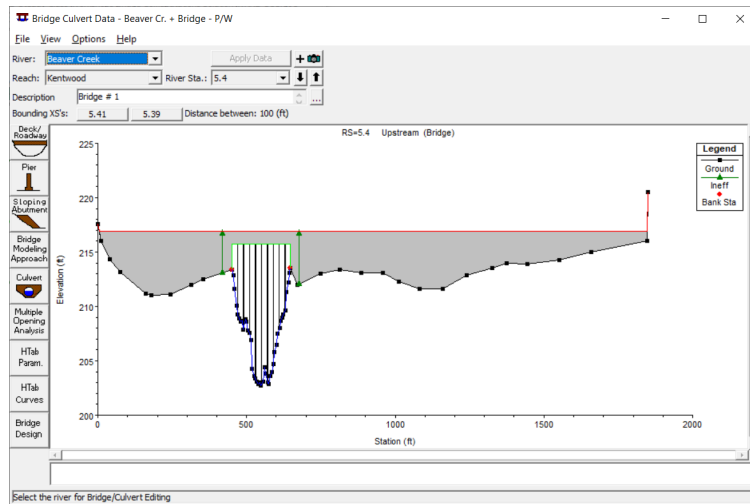 Bridge Culvert Data - Beaver Cr. + Bridge - P/W
File View Options Help
River: Beaver Creek Apply Data
Reach: Kentwood River Sta.: 5.4
Description Bridge # 1 ...
Bounding XS's: 5.41 5.39 Distance between: 100 (ft)
Deck/
Roadway
Pier
Sloping
Abutment
Bridge
Modeling
Approach
Culvert
Multiple
Opening
Analysis
HTab
Param.
HTab
Curves
Bridge
Design
RS=5.4 Upstream (Bridge)
Legend
Ground
Ineff
Bank Sta
225
220
215
210
205
200
Elevation (ft)
0 500 1000 1500 2000
Station (ft)
Select the river for Bridge/Culvert Editing